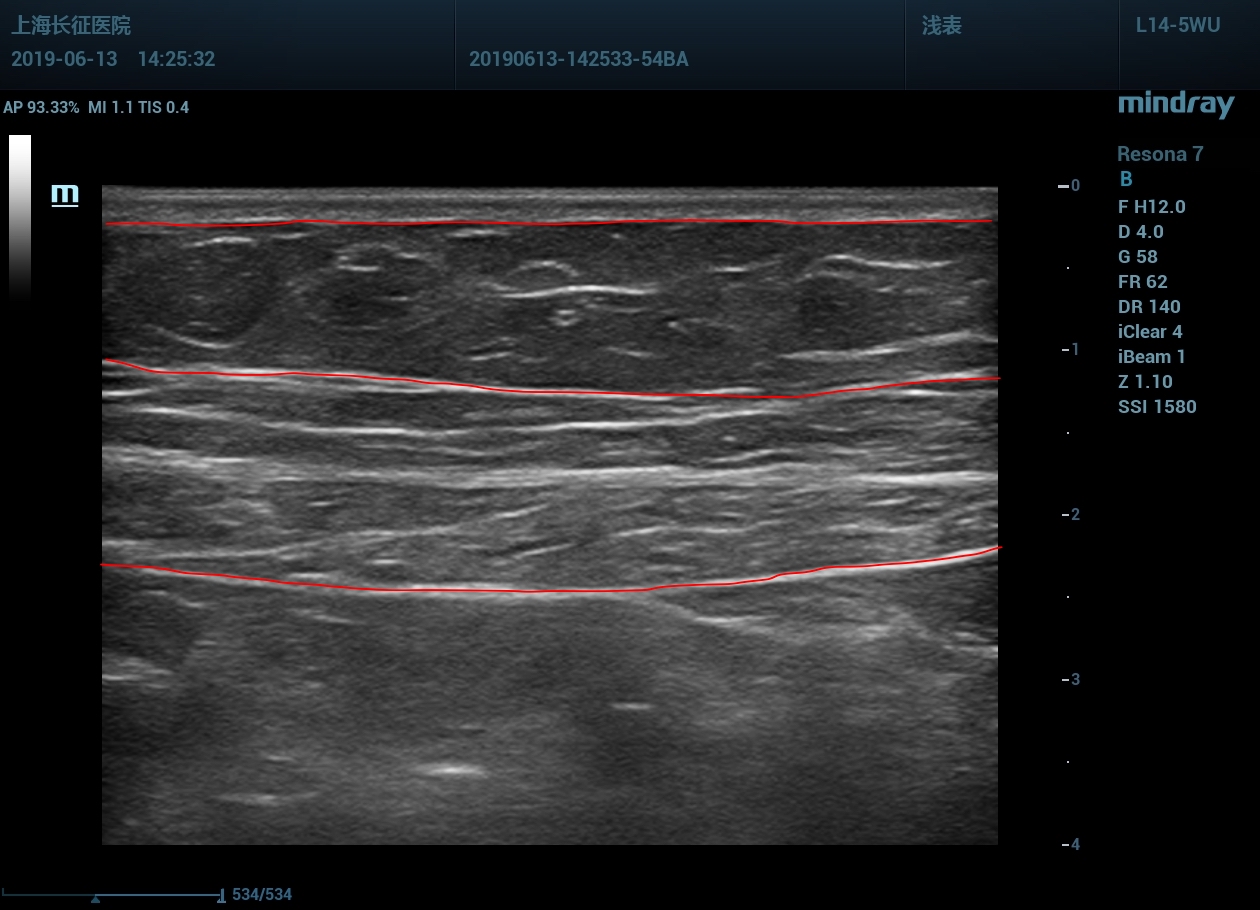 上海长征医院
浅表
L14-5WU
2019-06-13 14:25:32
20190613-142533-54BA
AP 93.33% MI 1.1 TIS 0.4
mindray
m
Resona 7
B
F H12.0
D 4.0
G 58
FR 62
DR 140
iClear 4
iBeam 1
Z 1.10
SSI 1580
0
1
2
3
4
534/534